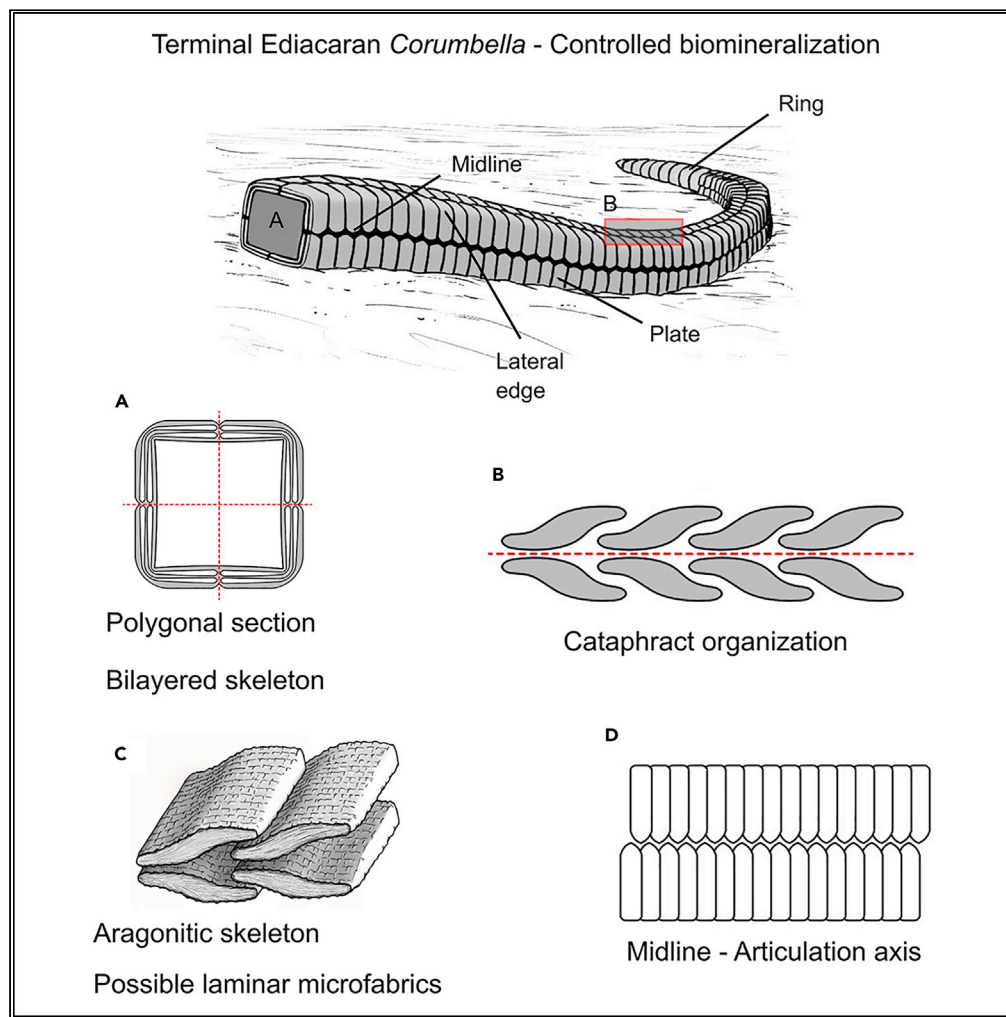 Terminal Ediacaran Corumbella - Controlled biomineralization
Ring
Midline
B
A
Plate
Lateral
edge
A
Polygonal section
Bilayered skeleton
B
Cataphract organization
C
Aragonitic skeleton
Possible laminar microfabrics
D
Midline - Articulation axis